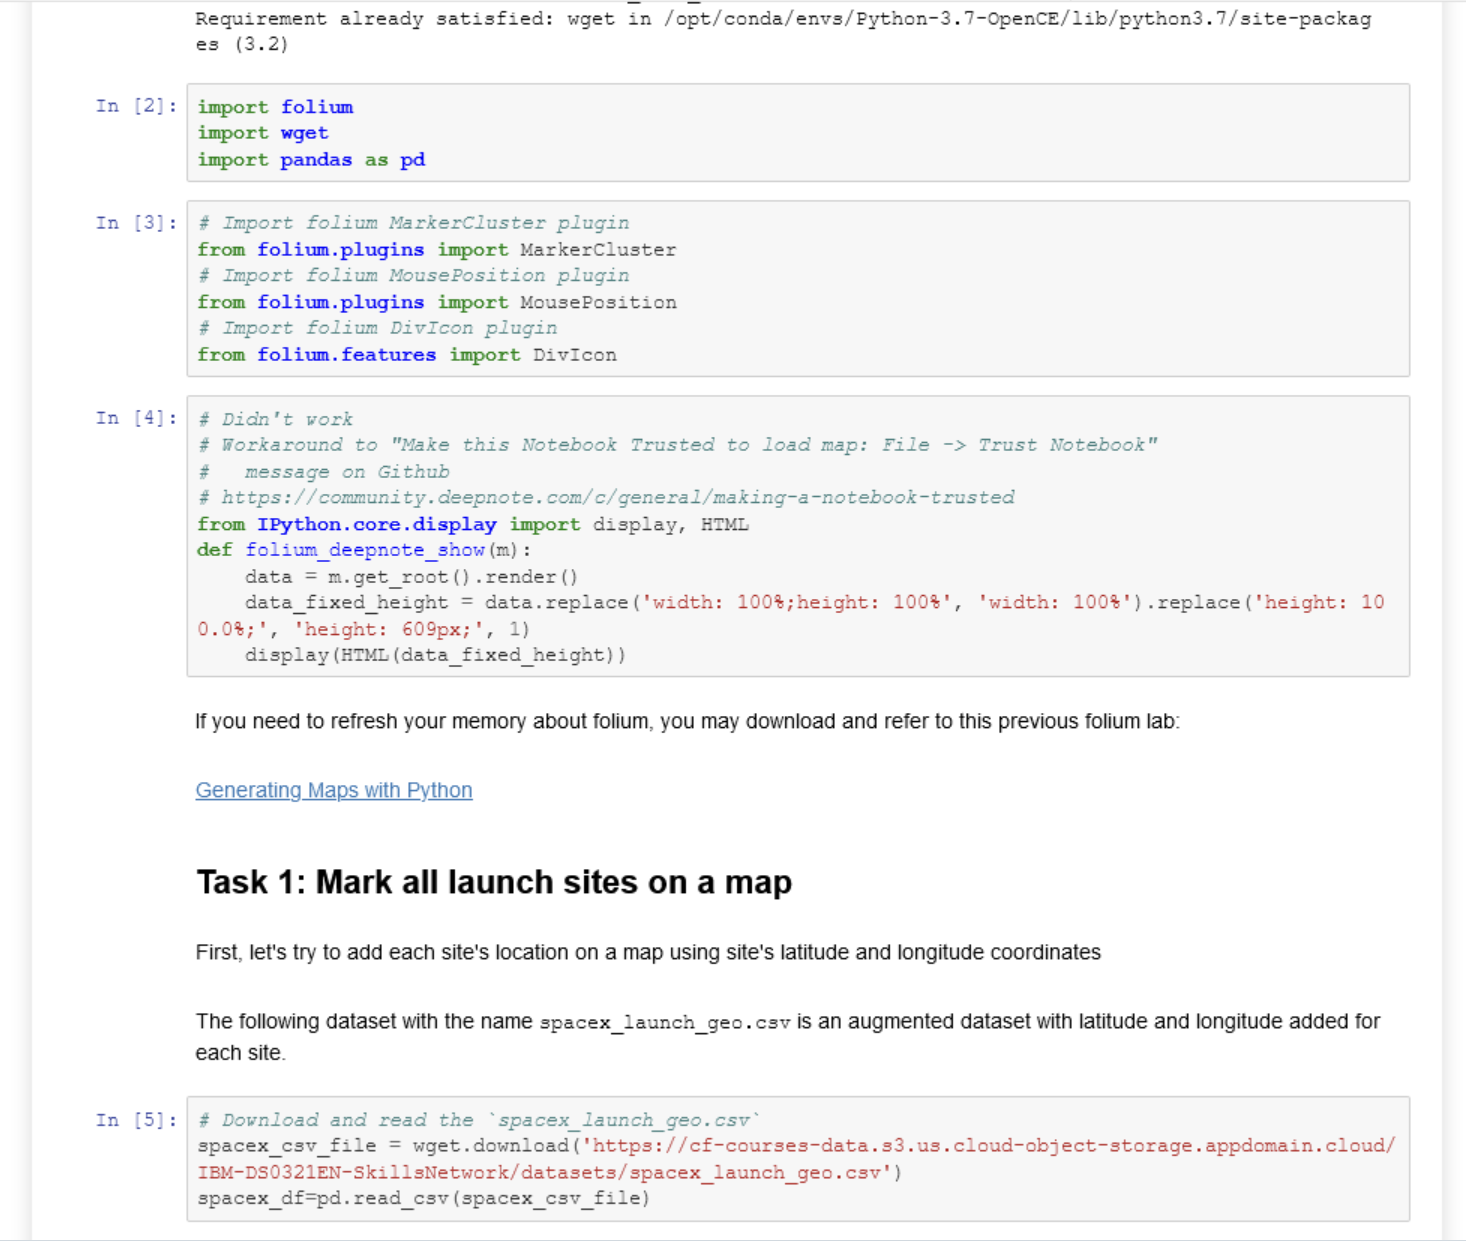 Requirement already satisfied: wget in /opt/conda/envs/Python-3.7-OpenCE/lib/python3.7/site-packag
es (3.2)
In [2]: import folium
import wget
import pandas as pd
In [3]: # Import folium MarkerCluster plugin
from folium.plugins import MarkerCluster
# Import folium MousePosition plugin
from folium.plugins import MousePosition
# Import folium DivIcon plugin
from folium.features import DivIcon
In [4]: # Didn't work
# Workaround to "Make this Notebook Trusted to load map: File -> Trust Notebook"
#   message on Github
# https://community.deepnote.com/c/general/making-a-notebook-trusted
from IPython.core.display import display, HTML
def folium_deepnote_show(m):
    data = m.get_root().render()
    data_fixed_height = data.replace('width: 100%;height: 100%', 'width: 100%').replace('height: 10
0.0%;', 'height: 609px;', 1)
    display(HTML(data_fixed_height))
If you need to refresh your memory about folium, you may download and refer to this previous folium lab:
Generating Maps with Python
Task 1: Mark all launch sites on a map
First, let's try to add each site's location on a map using site's latitude and longitude coordinates
The following dataset with the name spacex_launch_geo.csv is an augmented dataset with latitude and longitude added for
each site.
In [5]: # Download and read the `spacex_launch_geo.csv`
spacex_csv_file = wget.download('https://cf-courses-data.s3.us.cloud-object-storage.appdomain.cloud/
IBM-DS0321EN-SkillsNetwork/datasets/spacex_launch_geo.csv')
spacex_df=pd.read_csv(spacex_csv_file)